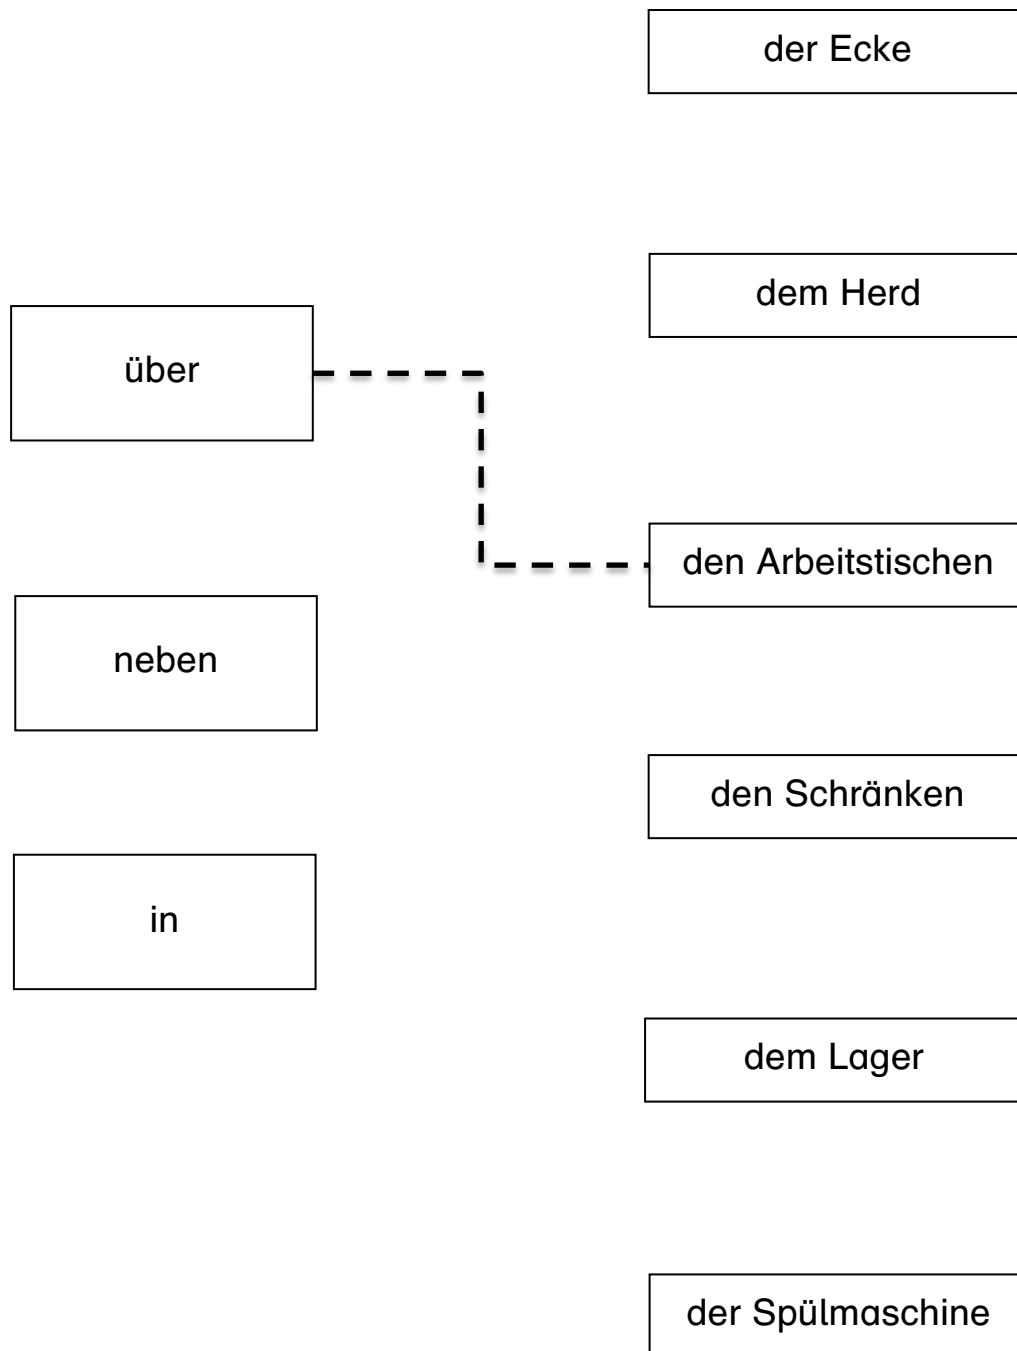 der Ecke
dem Herd
über
den Arbeitstischen
neben
den Schränken
in
dem Lager
der Spülmaschine